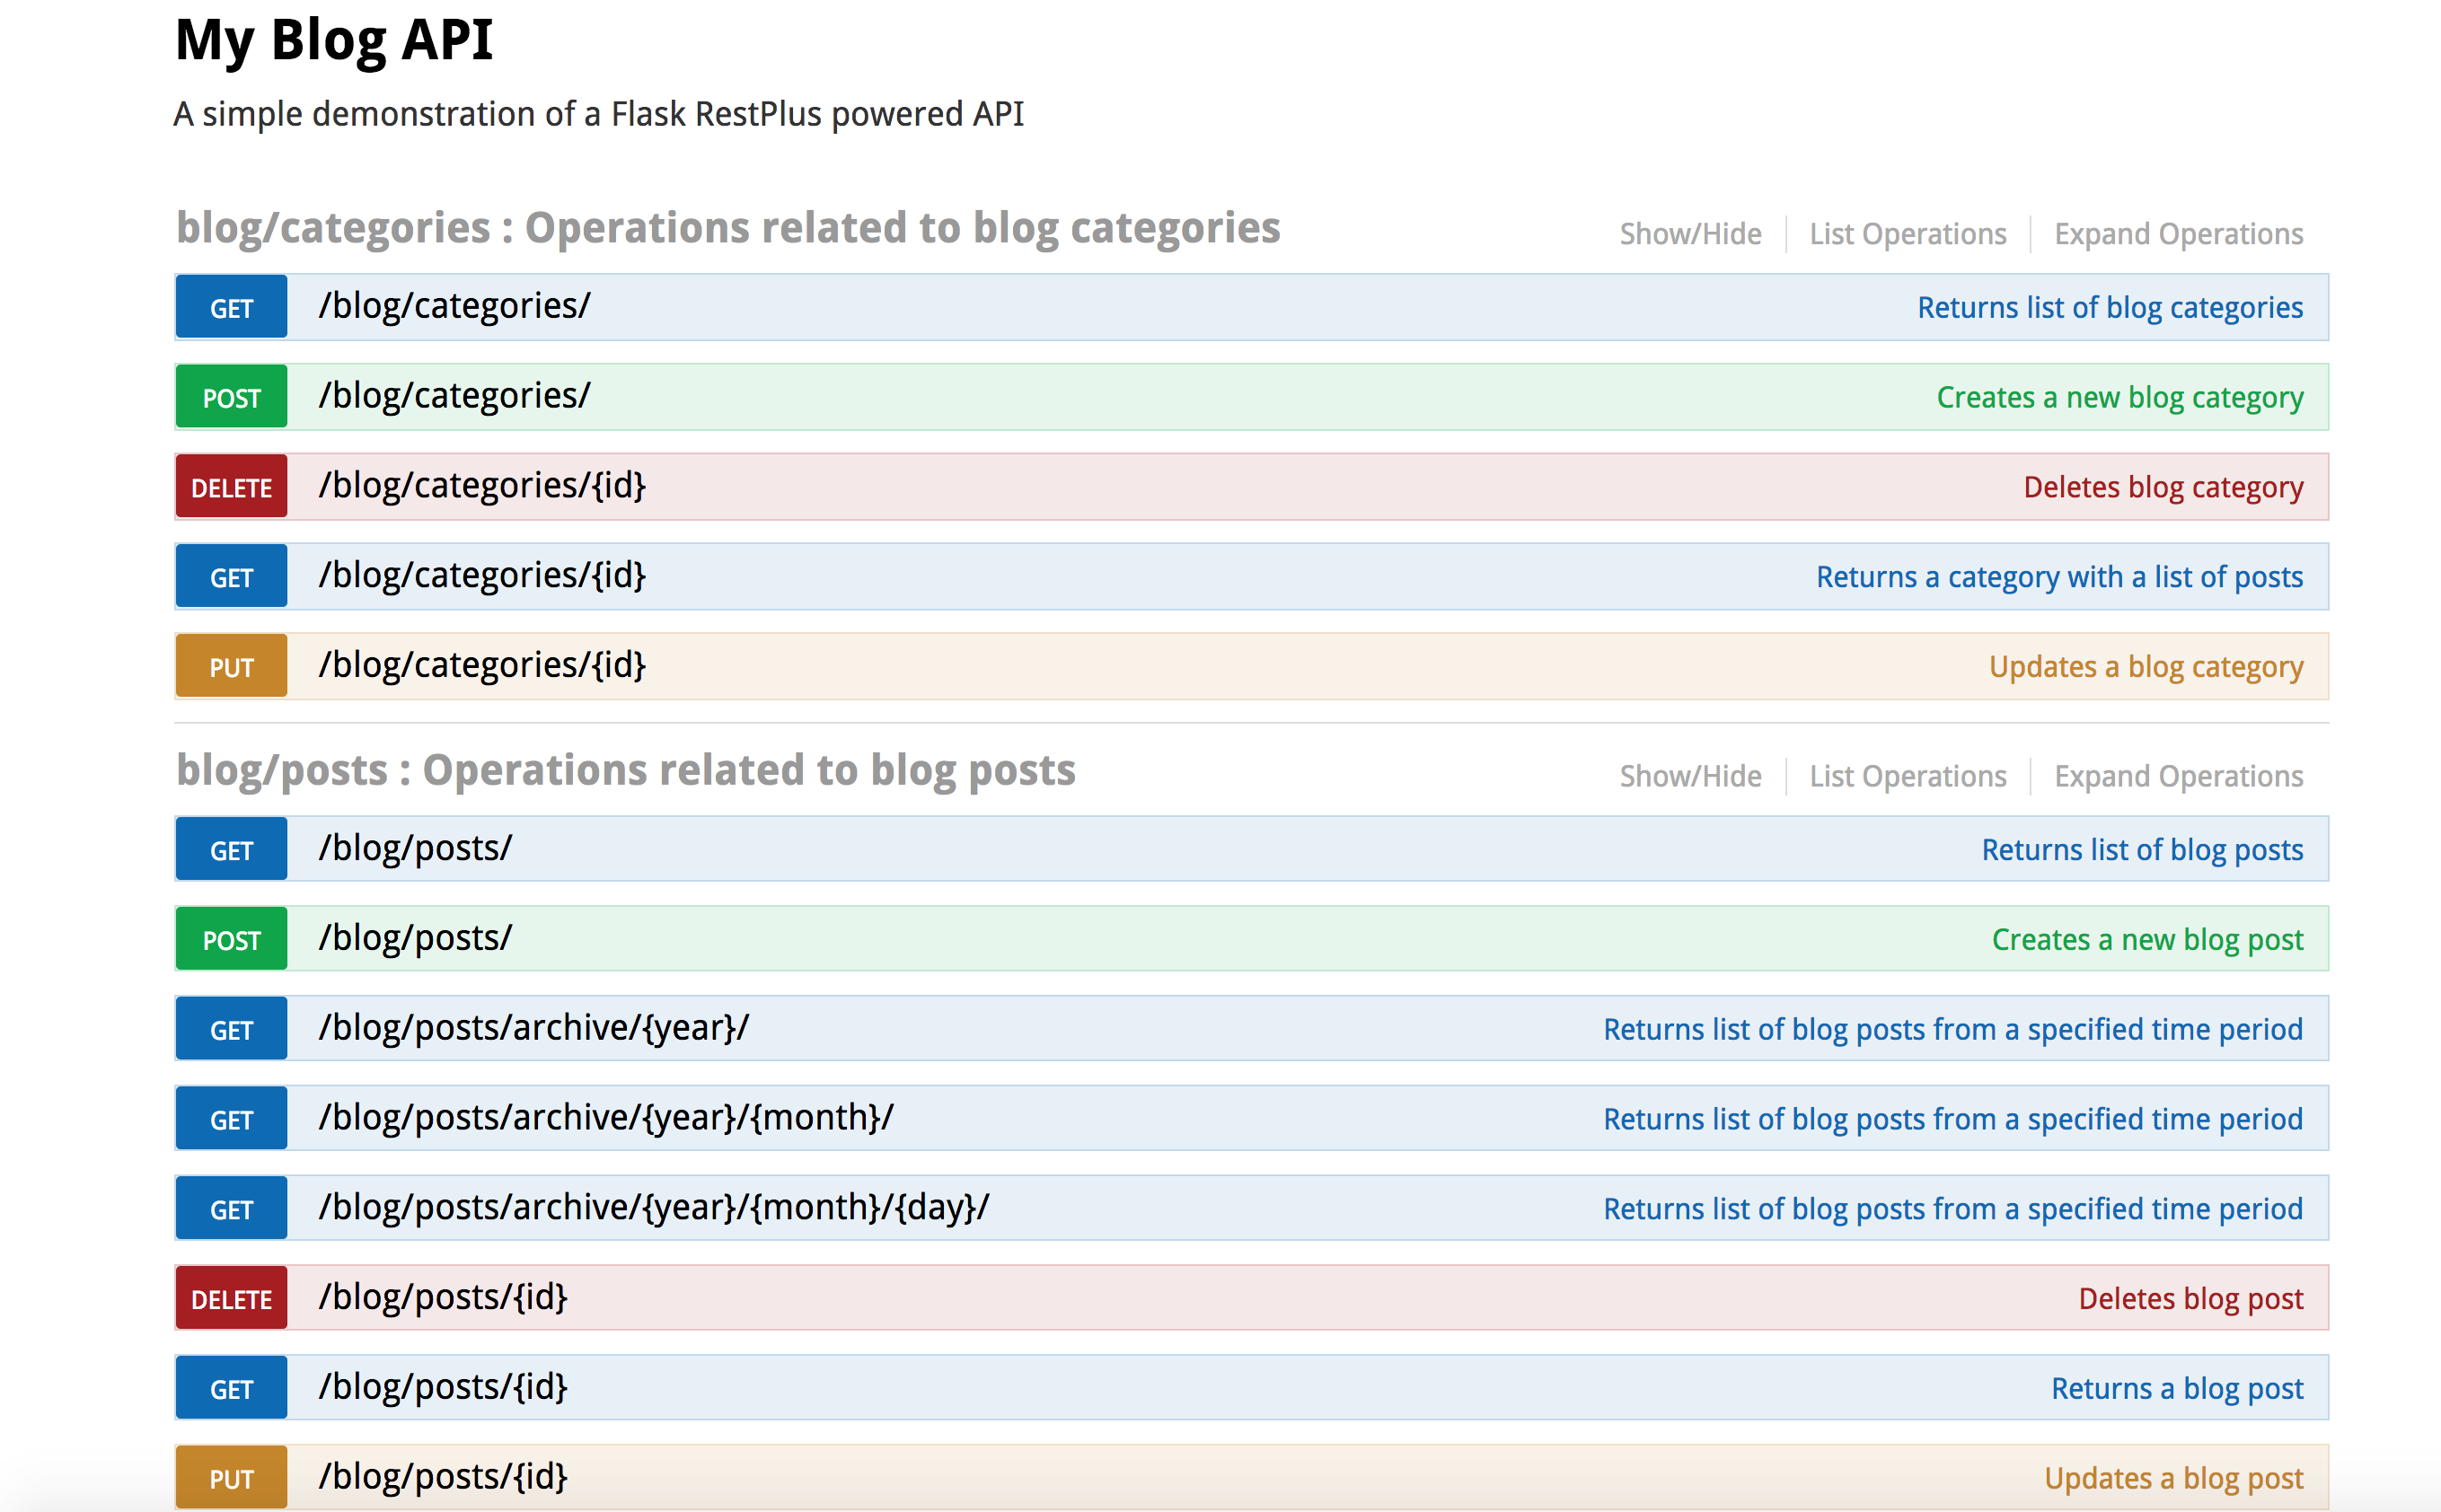 My Blog API
A simple demonstration of a Flask RestPlus powered API
blog/categories : Operations related to blog categories Show/Hide List Operations Expand Operations
GET /blog/categories/ Returns list of blog categories
POST /blog/categories/ Creates a new blog category
DELETE /blog/categories/{id} Deletes blog category
GET /blog/categories/{id} Returns a category with a list of posts
PUT /blog/categories/{id} Updates a blog category
blog/posts : Operations related to blog posts Show/Hide List Operations Expand Operations
GET /blog/posts/ Returns list of blog posts
POST /blog/posts/ Creates a new blog post
GET /blog/posts/archive/{year}/ Returns list of blog posts from a specified time period
GET /blog/posts/archive/{year}/{month}/ Returns list of blog posts from a specified time period
GET /blog/posts/archive/{year}/{month}/{day}/ Returns list of blog posts from a specified time period
DELETE /blog/posts/{id} Deletes blog post
GET /blog/posts/{id} Returns a blog post
PUT /blog/posts/{id} Updates a blog post